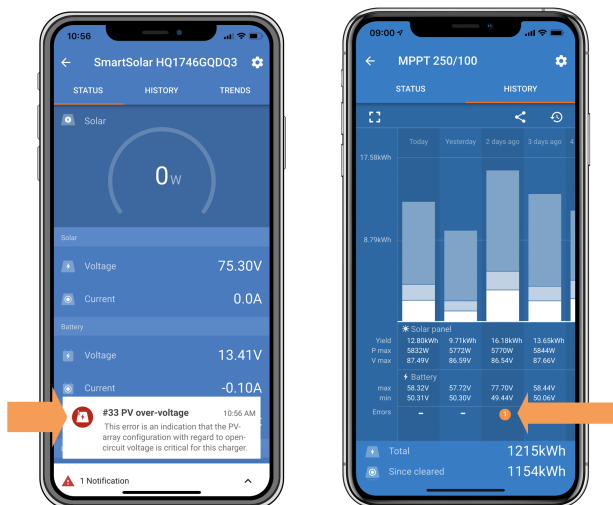 10:56
SmartSolar HQ1746GQDQ3
STATUS HISTORY TRENDS
Solar
0W
Solar
Voltage 75.30V
Current 0.0A
Battery
Voltage 13.41V
Current -0.10A
#33 PV over-voltage 10:56 AM
This error is an indication that the PV-
array configuration with regard to open-
circuit voltage is critical for this charger.
1 Notification
09:00
MPPT 250/100
STATUS HISTORY
Today Yesterday 2 days ago 3 days ago 4
17.58kWh
8.79kWh
Solar panel
Yield 12.80kWh 9.71kWh 16.18kWh 13.65kWh
P max 5832W 5772W 5770W 5844W
V max 87.49V 86.59V 86.54V 87.66V
Battery
max 58.32V 57.72V 77.70V 58.44V
min 50.31V 50.30V 49.44V 50.06V
Errors – – 1
Total 1215kWh
Since cleared 1154kWh